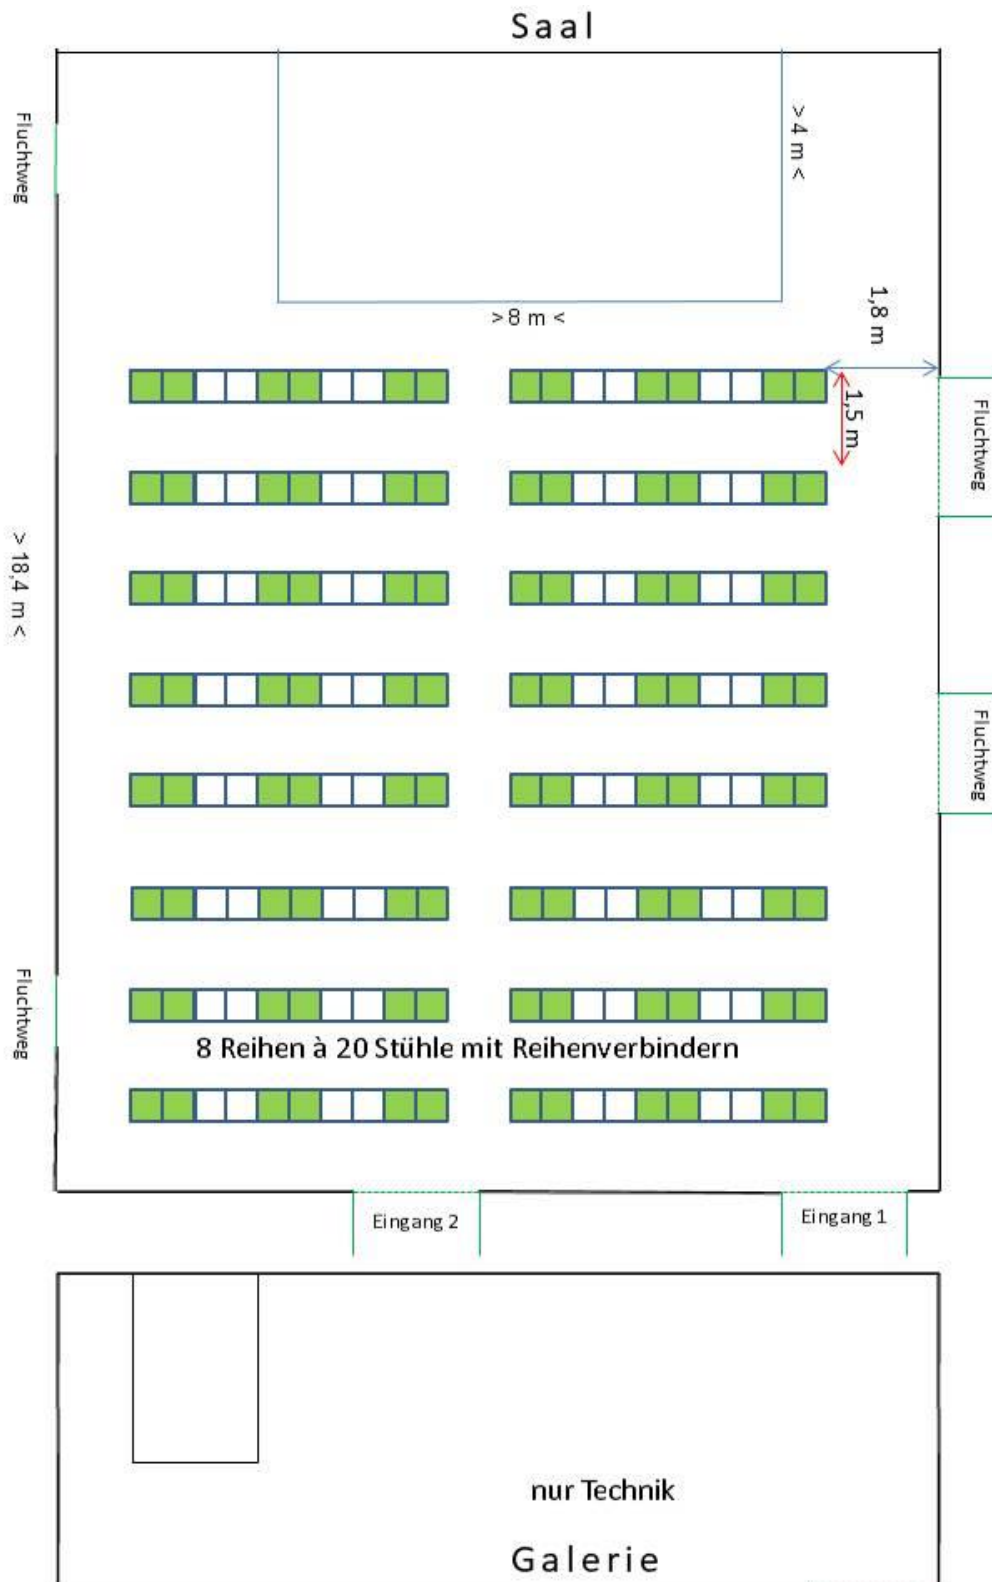 Saal
Fluchtweg
> 4 m <
> 8 m <
1,8 m
1,5 m
Fluchtweg
> 18,4 m <
Fluchtweg
Fluchtweg
8 Reihen à 20 Stühle mit Reihenverbindern
Eingang 2
Eingang 1
nur Technik
Galerie